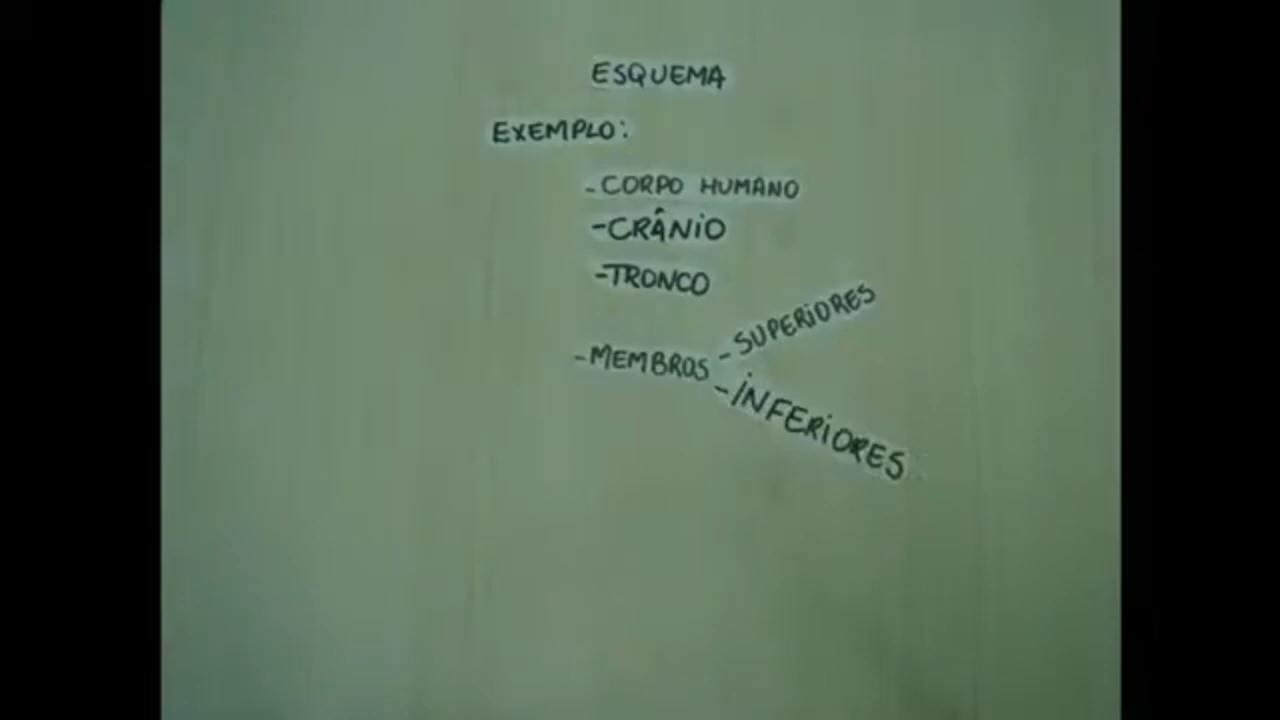 ESQUEMA
EXEMPLO:
-CORPO HUMANO
-CRÂNIO
-TRONCO
-MEMBROS
-SUPERIORES
-INFERIORES